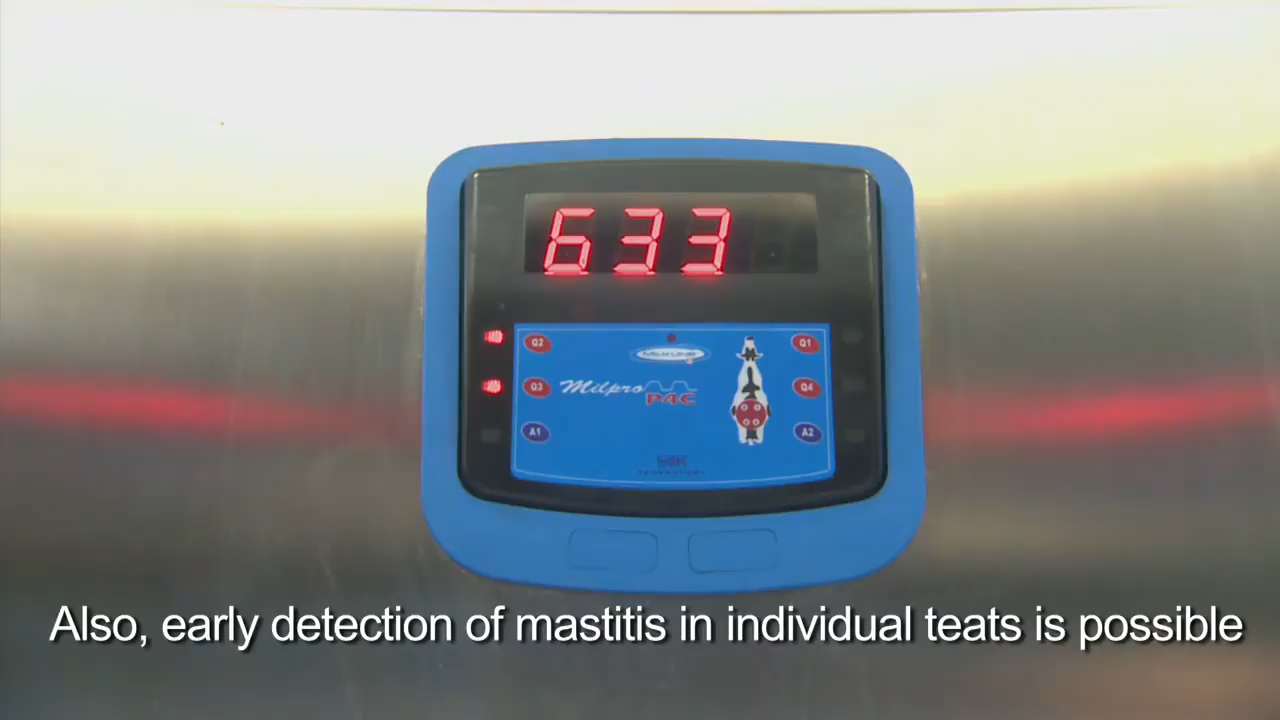 633
Q2
Q1
MILKLINE
Q3
Milpro
P4C
Q4
A1
A2
Also, early detection of mastitis in individual teats is possible